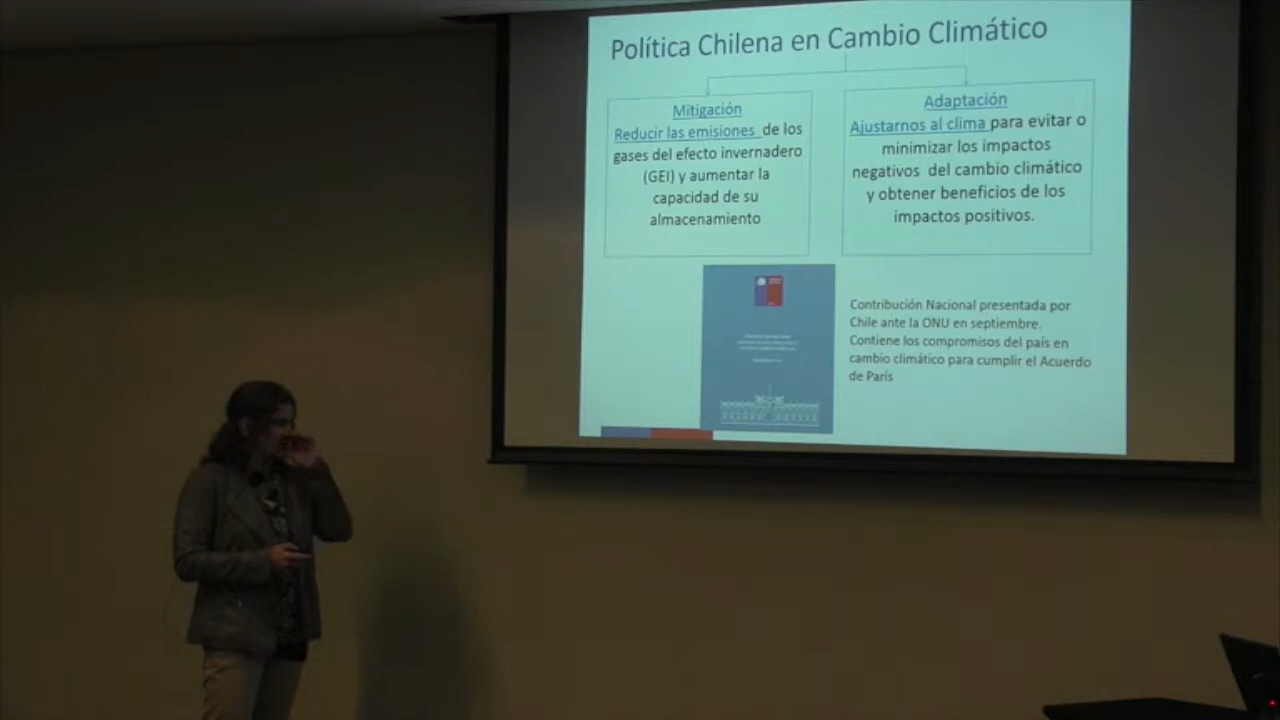 Política Chilena en Cambio Climático
Mitigación
Reducir las emisiones de los
gases del efecto invernadero
(GEI) y aumentar la
capacidad de su
almacenamiento
Adaptación
Ajustarnos al clima para evitar o
minimizar los impactos
negativos del cambio climático
y obtener beneficios de los
impactos positivos.
Contribución Nacional presentada por
Chile ante la ONU en septiembre.
Contiene los compromisos del país en
cambio climático para cumplir el Acuerdo
de París